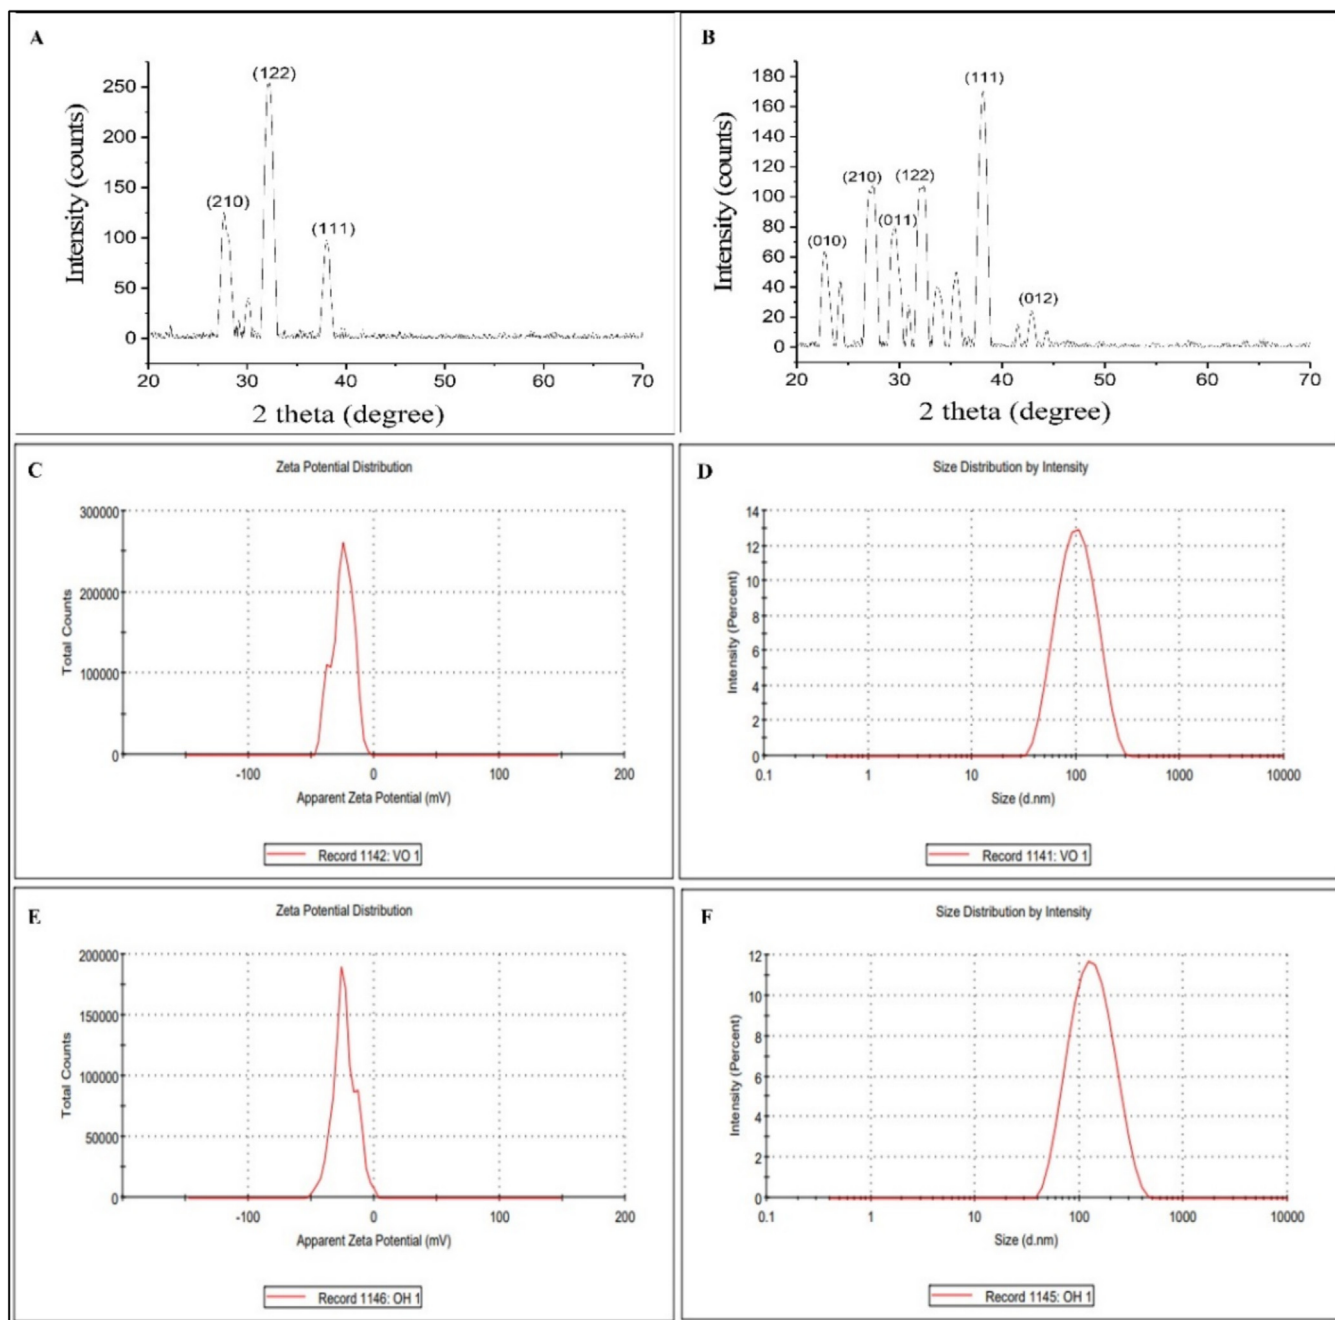 A
(122)
(210)
(111)
250
200
150
100
50
0
Intensity (counts)
20 30 40 50 60 70
2 theta (degree)
B
(111)
(210)
(122)
(011)
(010)
(012)
180
160
140
120
100
80
60
40
20
0
Intensity (counts)
20 30 40 50 60 70
2 theta (degree)
C
Zeta Potential Distribution
300000
200000
100000
0
Total Counts
-100 0 100 200
Apparent Zeta Potential (mV)
Record 1142: VO 1
D
Size Distribution by Intensity
14
12
10
8
6
4
2
0
Intensity (Percent)
0.1 1 10 100 1000 10000
Size (d.nm)
Record 1141: VO 1
E
Zeta Potential Distribution
200000
150000
100000
50000
0
Total Counts
-100 0 100 200
Apparent Zeta Potential (mV)
Record 1146: OH 1
F
Size Distribution by Intensity
12
10
8
6
4
2
0
Intensity (Percent)
0.1 1 10 100 1000 10000
Size (d.nm)
Record 1145: OH 1